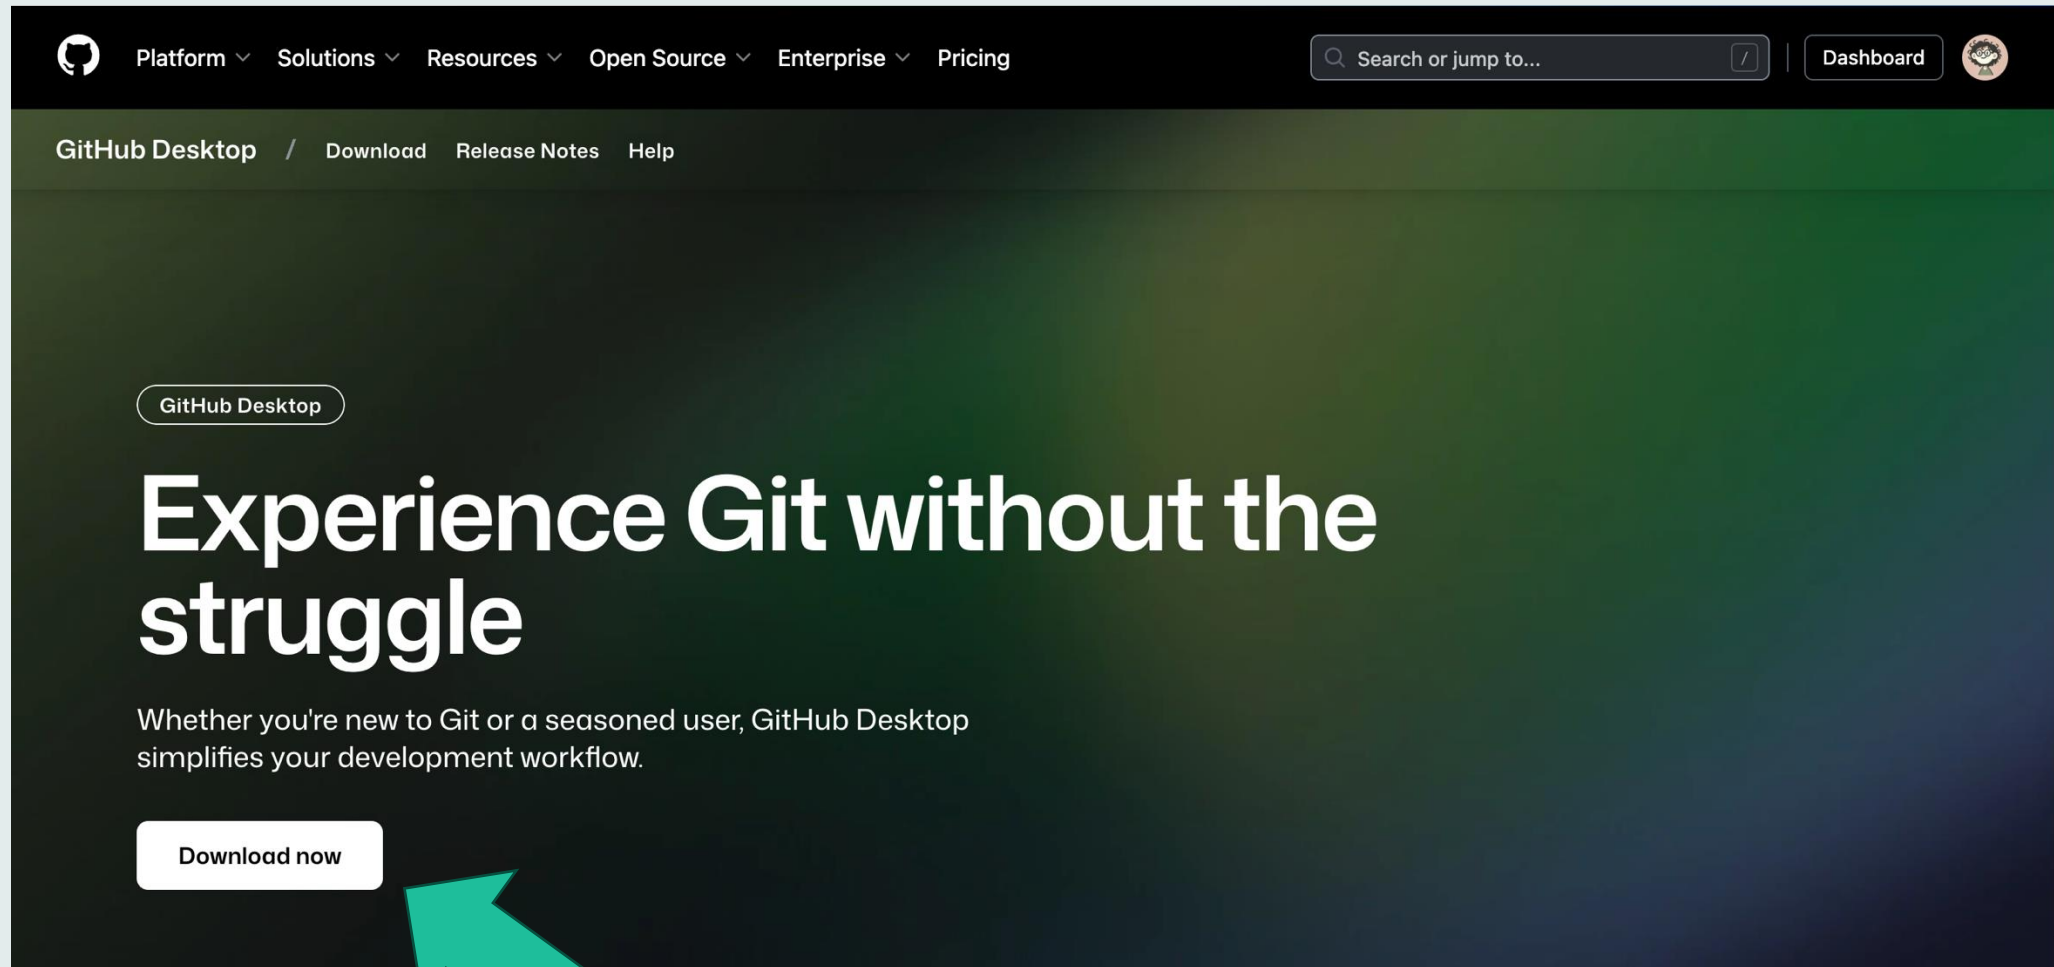 Platform Solutions Resources Open Source Enterprise Pricing Search or jump to... / Dashboard
GitHub Desktop / Download Release Notes Help
GitHub Desktop
Experience Git without the
struggle
Whether you're new to Git or a seasoned user, GitHub Desktop
simplifies your development workflow.
Download now